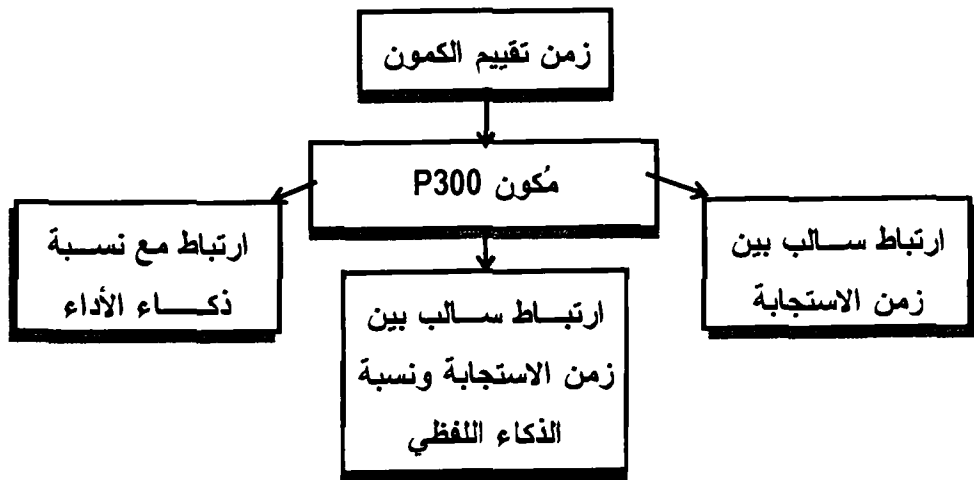 زمن تقييم الكمون
مُكون P300
ارتباط سالب بين
زمن الاستجابة
ارتباط سالب بين
زمن الاستجابة ونسبة
الذكاء اللفظي
ارتباط مع نسبة
ذكاء الأداء